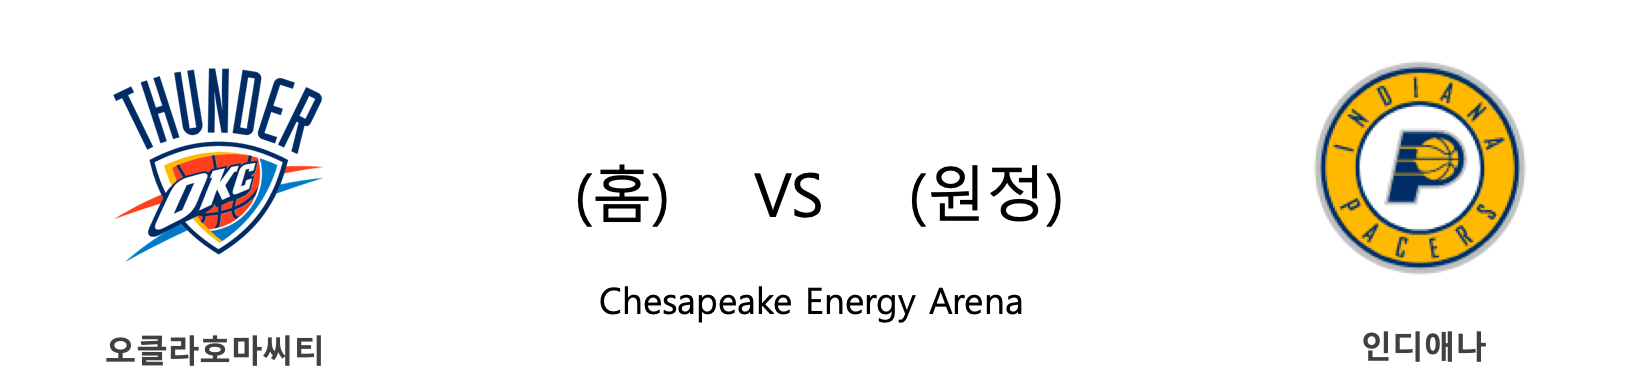 THUNDER
OKC
(홈) VS (원정)
Chesapeake Energy Arena
오클라호마씨티
INDIANA
P
PACERS
인디애나